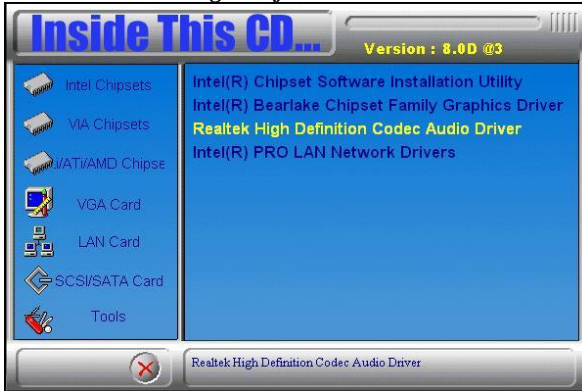 Inside This CD...
Version : 8.0D @3
Intel Chipsets
VIA Chipsets
i/ATi/AMD Chipse
VGA Card
LAN Card
SCSI/SATA Card
Tools
Intel(R) Chipset Software Installation Utility
Intel(R) Bearlake Chipset Family Graphics Driver
Realtek High Definition Codec Audio Driver
Intel(R) PRO LAN Network Drivers
Realtek High Definition Codec Audio Driver